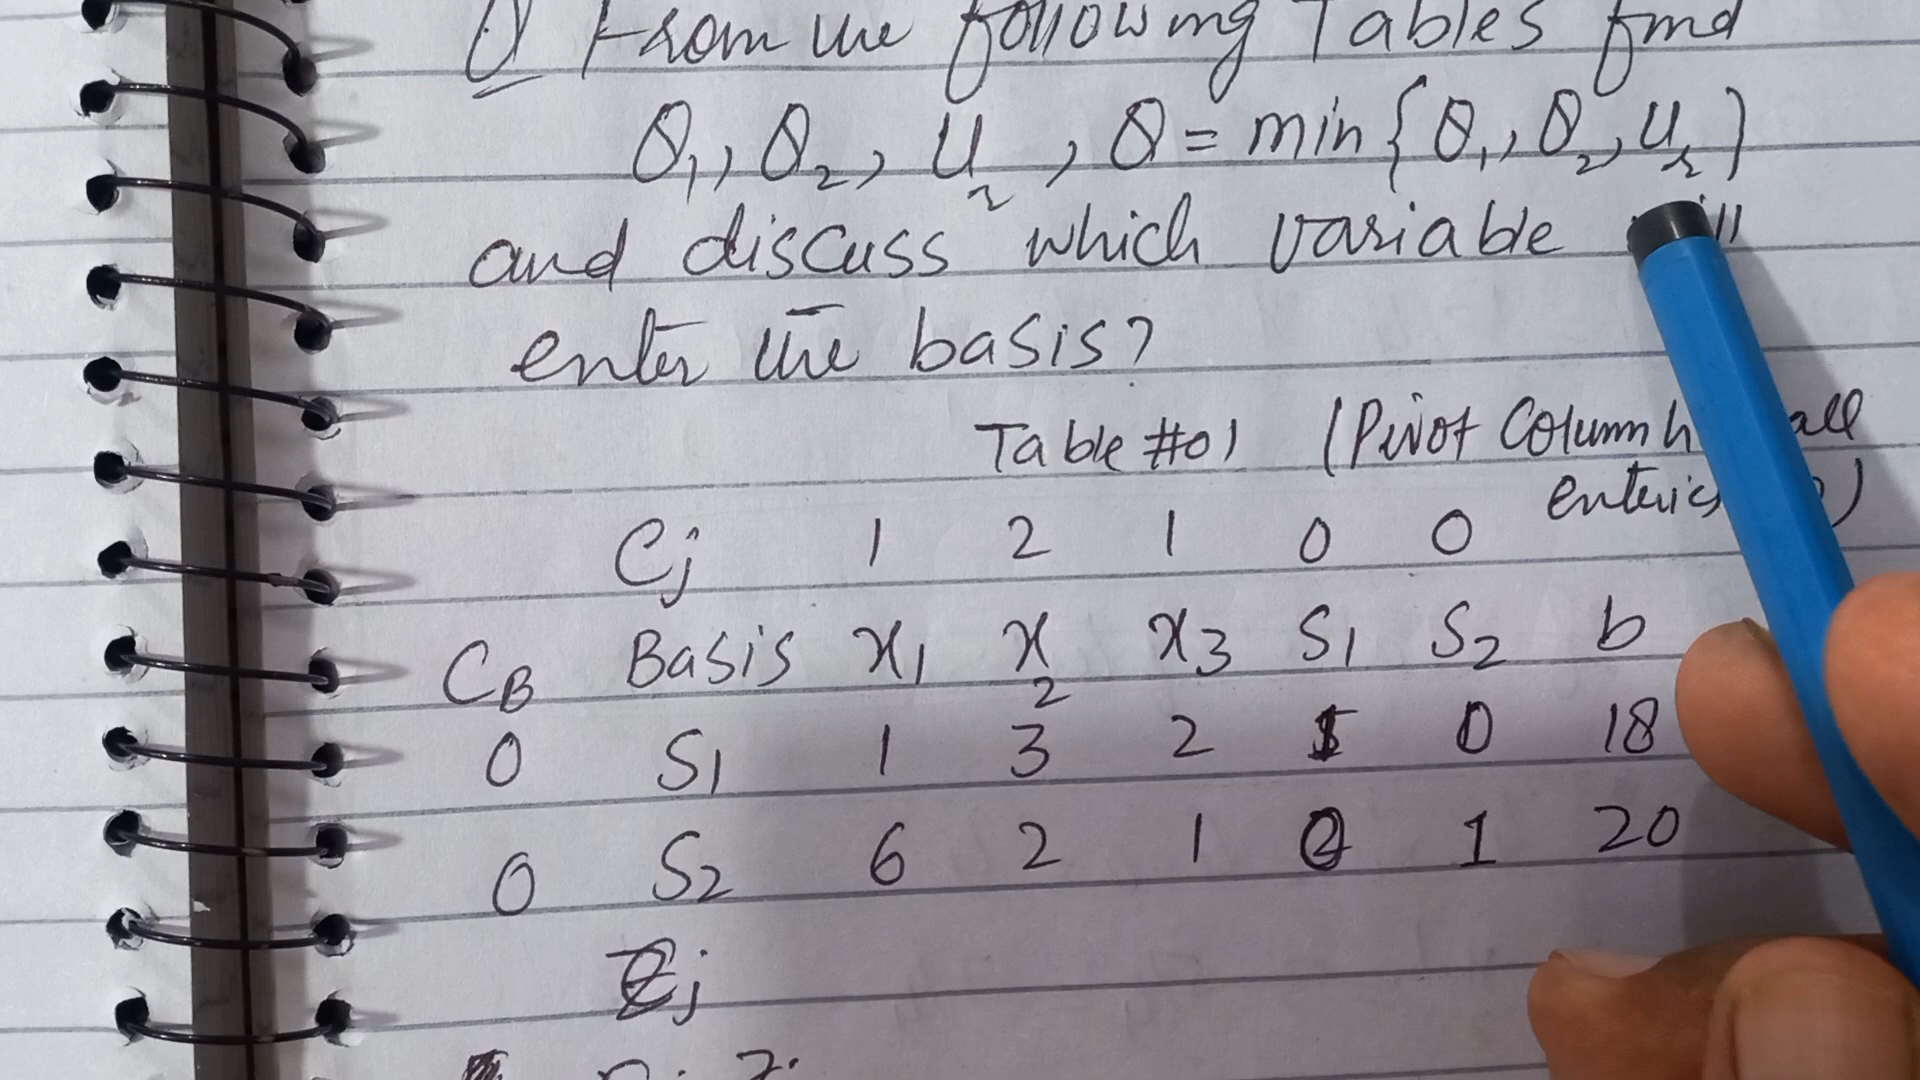 Q From the following Tables find
θ₁, θ₂, U₂, θ = min {θ₁, θ₂, U₂}
and discuss which variable
enter the basis?
Table #01 (Pivot Column all
Cj 1 2 1 0 0
CB Basis x₁ x₂ x₃ S₁ S₂ b
0 S₁ 1 3 2 1 0 18
0 S₂ 6 2 1 0 1 20
Zj